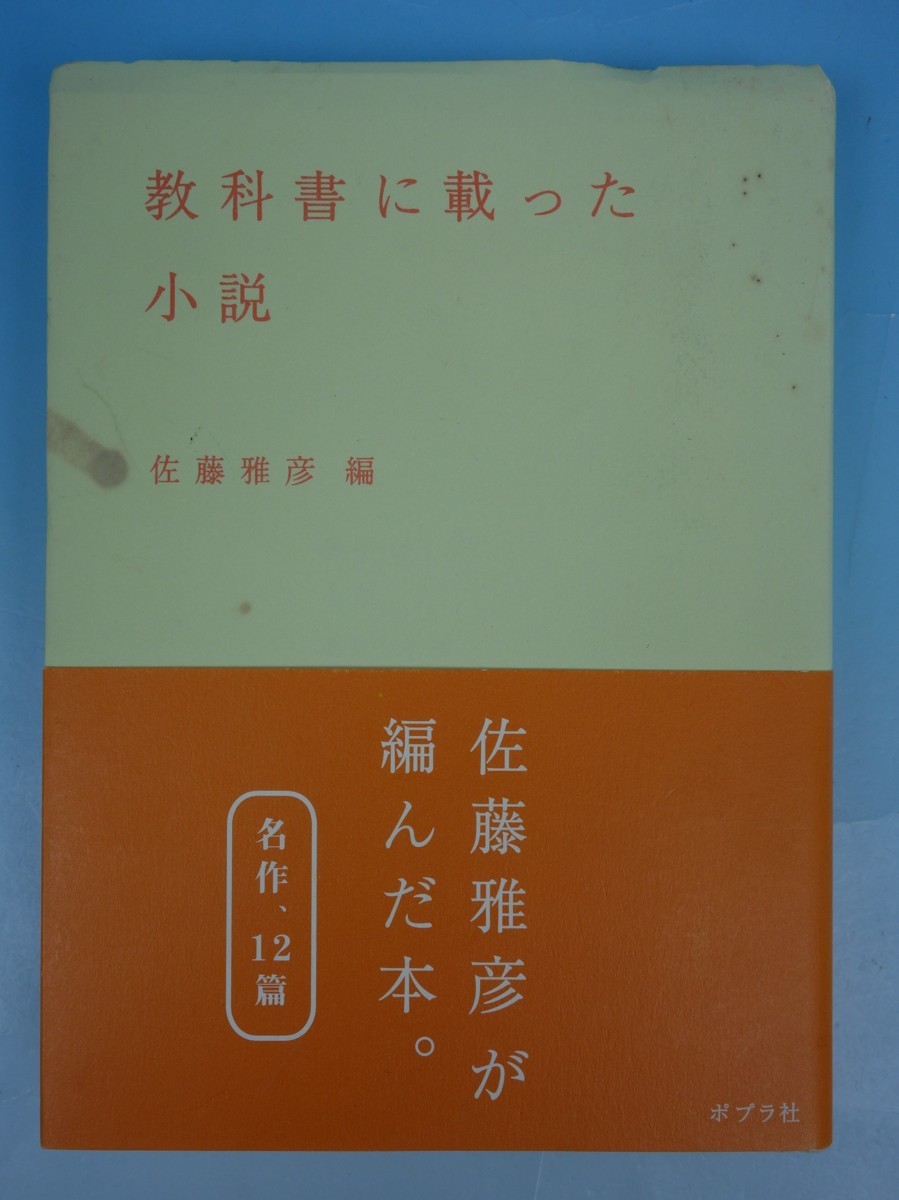 教科書に載った
小説
佐藤雅彦 編
佐藤雅彦が
編んだ本。
名作、12篇
ポプラ社